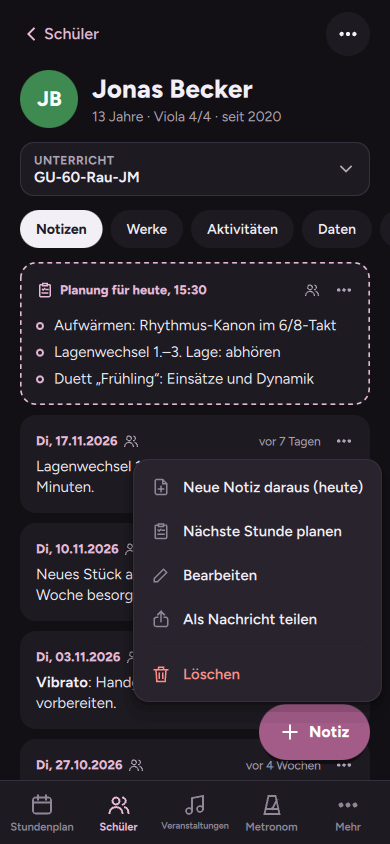 Schüler
JB
Jonas Becker
13 Jahre · Viola 4/4 · seit 2020
UNTERRICHT
GU-60-Rau-JM
Notizen Werke Aktivitäten Daten
Planung für heute, 15:30
Aufwärmen: Rhythmus-Kanon im 6/8-Takt
Lagenwechsel 1.–3. Lage: abhören
Duett „Frühling“: Einsätze und Dynamik
Di, 17.11.2026 vor 7 Tagen
Lagenwechsel
Minuten.
Di, 10.11.2026
Neues Stück
Woche
Di, 03.11.2026
Vibrato:
vorbereiten.
Di, 27.10.2026 vor 4 Wochen
Neue Notiz daraus (heute)
Nächste Stunde planen
Bearbeiten
Als Nachricht teilen
Löschen
Notiz
Stundenplan Schüler Veranstaltungen Metronom Mehr